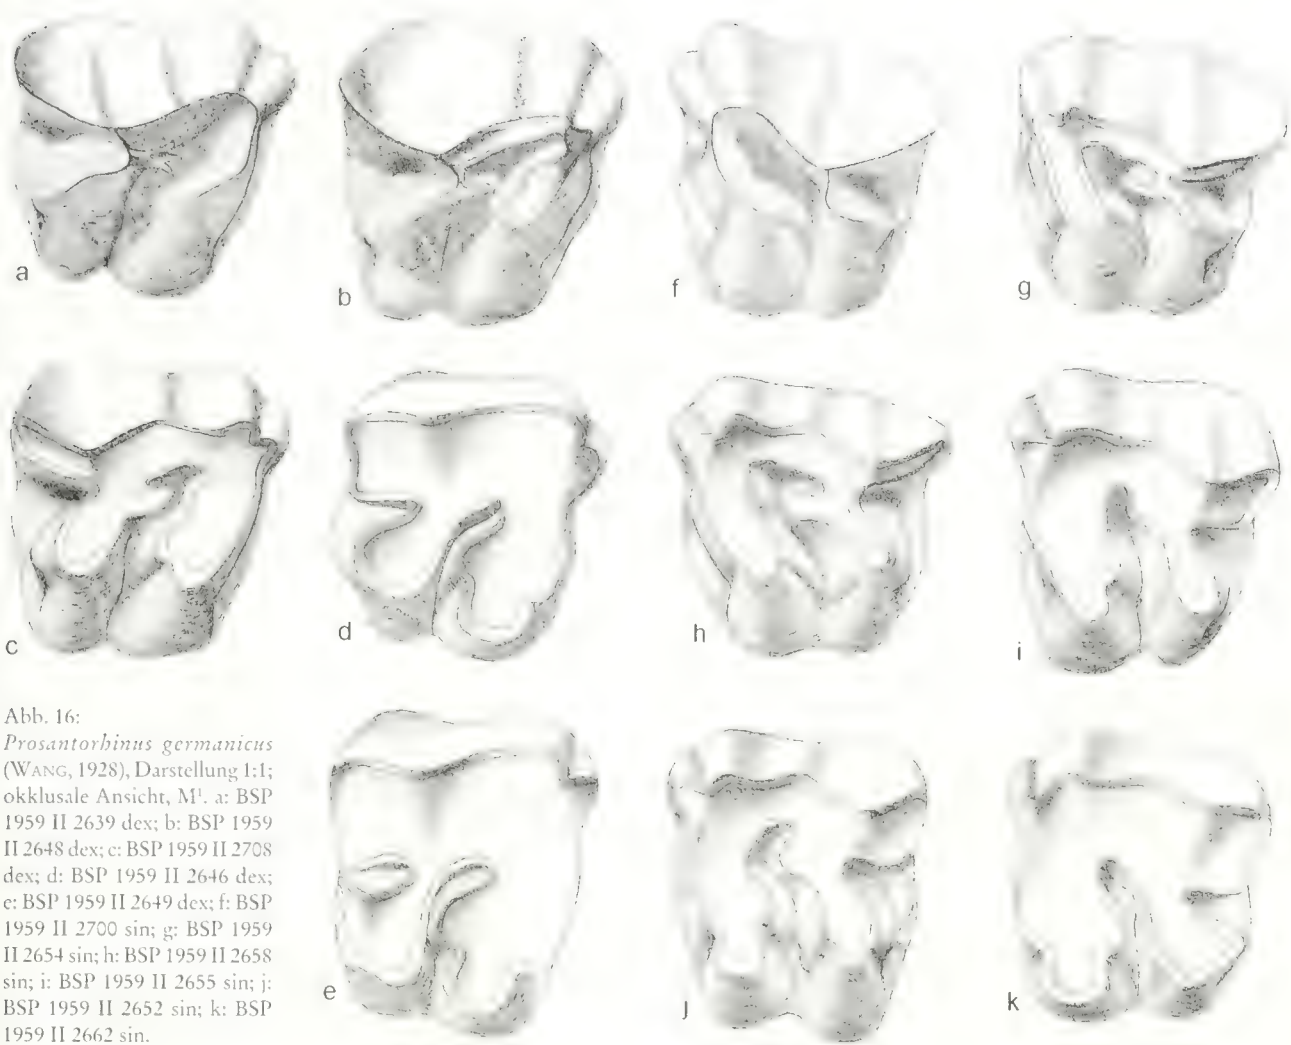 a
b
f
g
c
d
h
i
Abb. 16:
Prosantorhinus germanicus
(WANG, 1928), Darstellung 1:1;
okklusale Ansicht, M¹. a: BSP
1959 II 2639 dex; b: BSP 1959
II 2648 dex; c: BSP 1959 II 2708
dex; d: BSP 1959 II 2646 dex;
e: BSP 1959 II 2649 dex; f: BSP
1959 II 2700 sin; g: BSP 1959
II 2654 sin; h: BSP 1959 II 2658
sin; i: BSP 1959 II 2655 sin; j:
BSP 1959 II 2652 sin; k: BSP
1959 II 2662 sin.
e
j
k